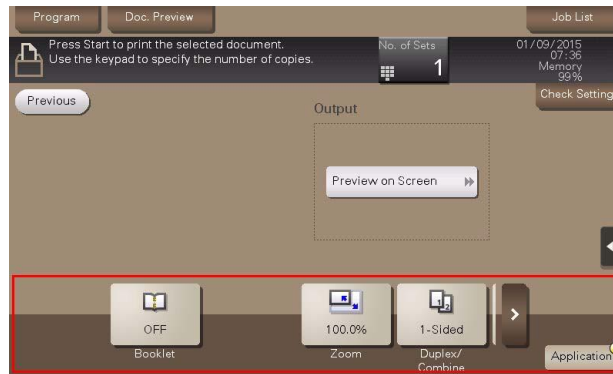 Program
Doc. Preview
Job List
Press Start to print the selected document.
Use the keypad to specify the number of copies.
No. of Sets
1
01/09/2015
07:36
Memory
99%
Previous
Check Setting
Output
Preview on Screen
OFF
Booklet
100.0%
Zoom
1-Sided
Duplex/
Combine
Application